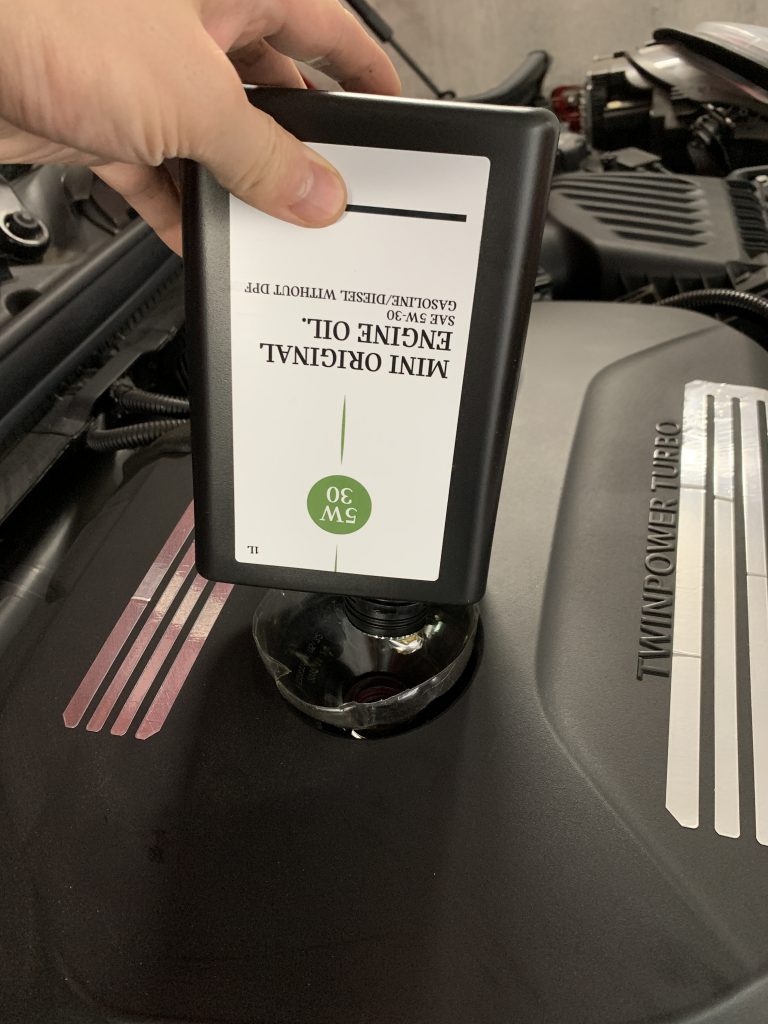 MINI ORIGINAL
ENGINE OIL.
SAE 5W-30
GASOLINE/DIESEL WITHOUT DPF
5W
30
1L
TWINPOWER TURBO